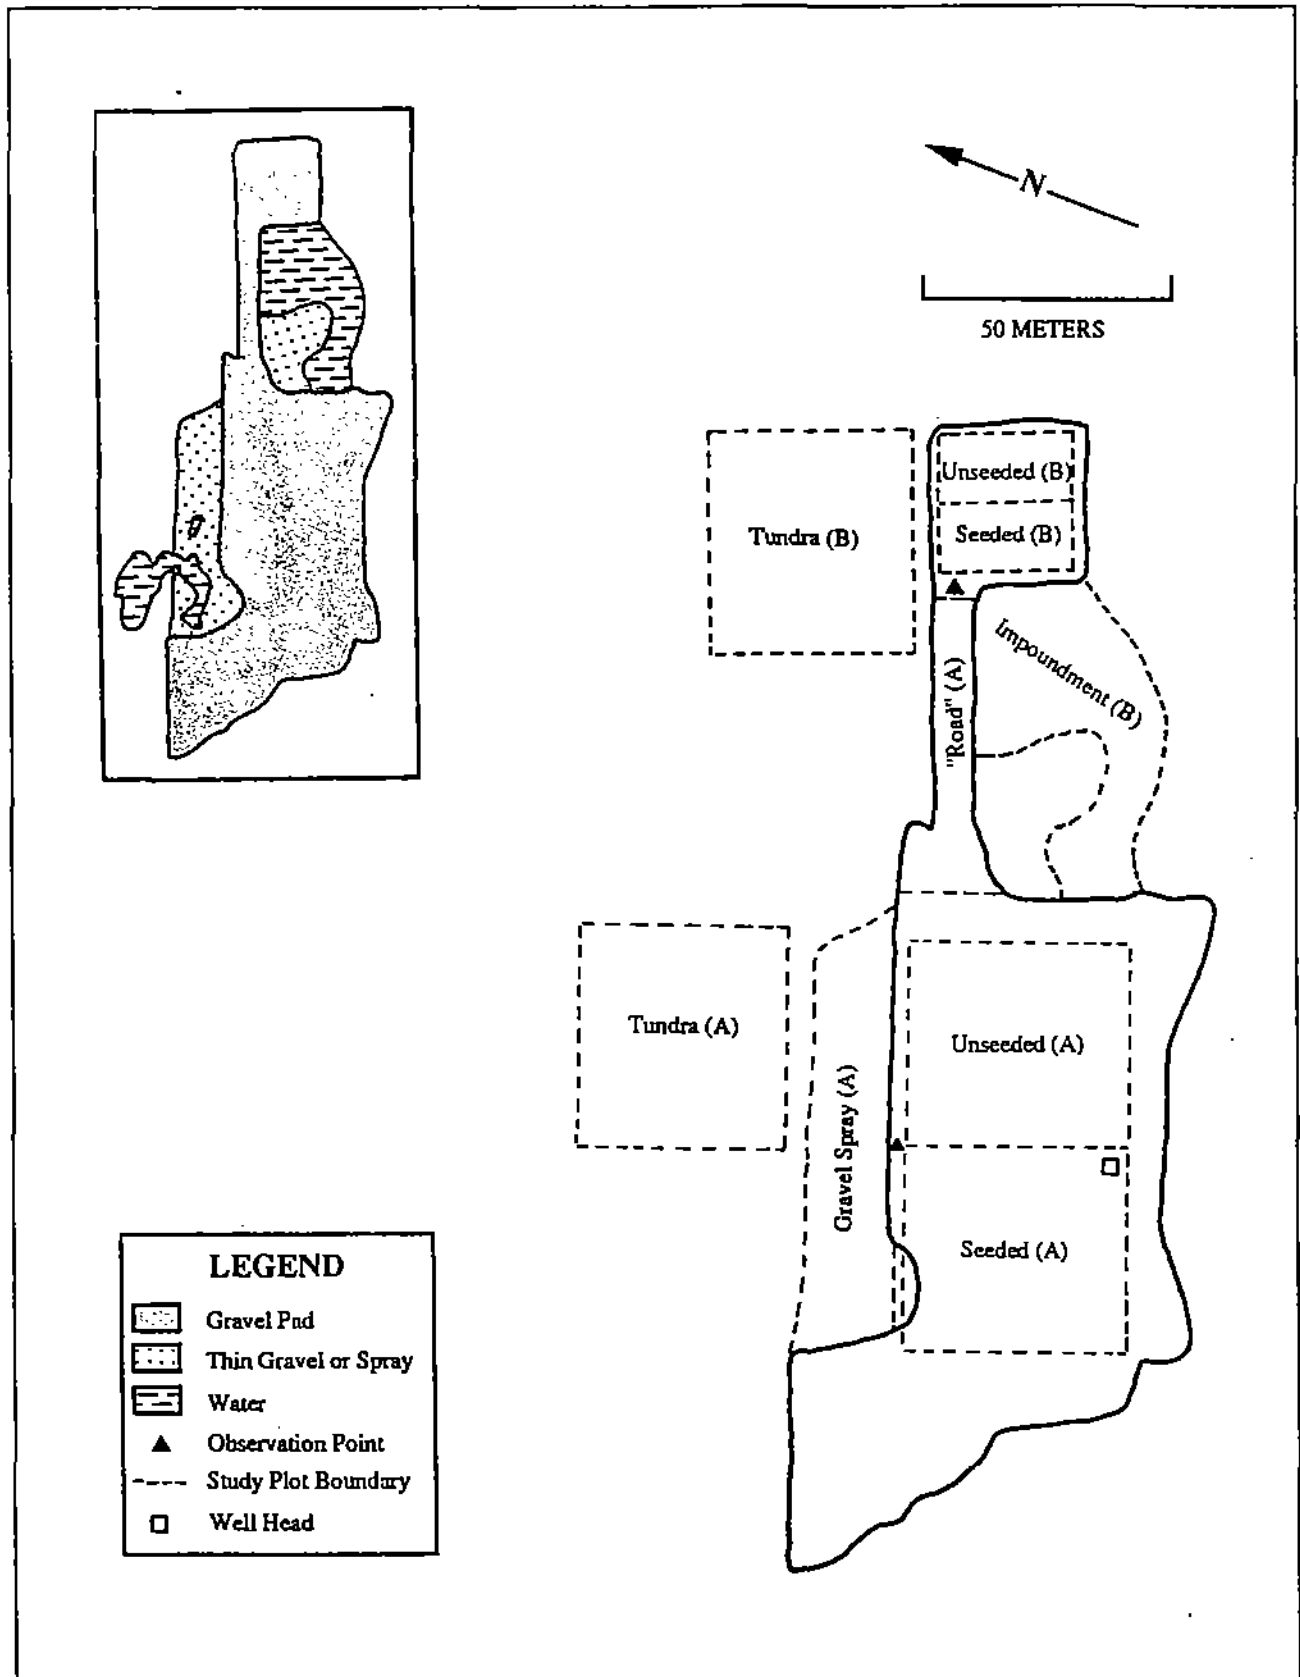 N
50 METERS
Unseeded (B)
Seeded (B)
Tundra (B)
Impoundment (B)
"Road" (A)
Tundra (A)
Unseeded (A)
Gravel Spray (A)
Seeded (A)
LEGEND
Gravel Pad
Thin Gravel or Spray
Water
Observation Point
Study Plot Boundary
Well Head